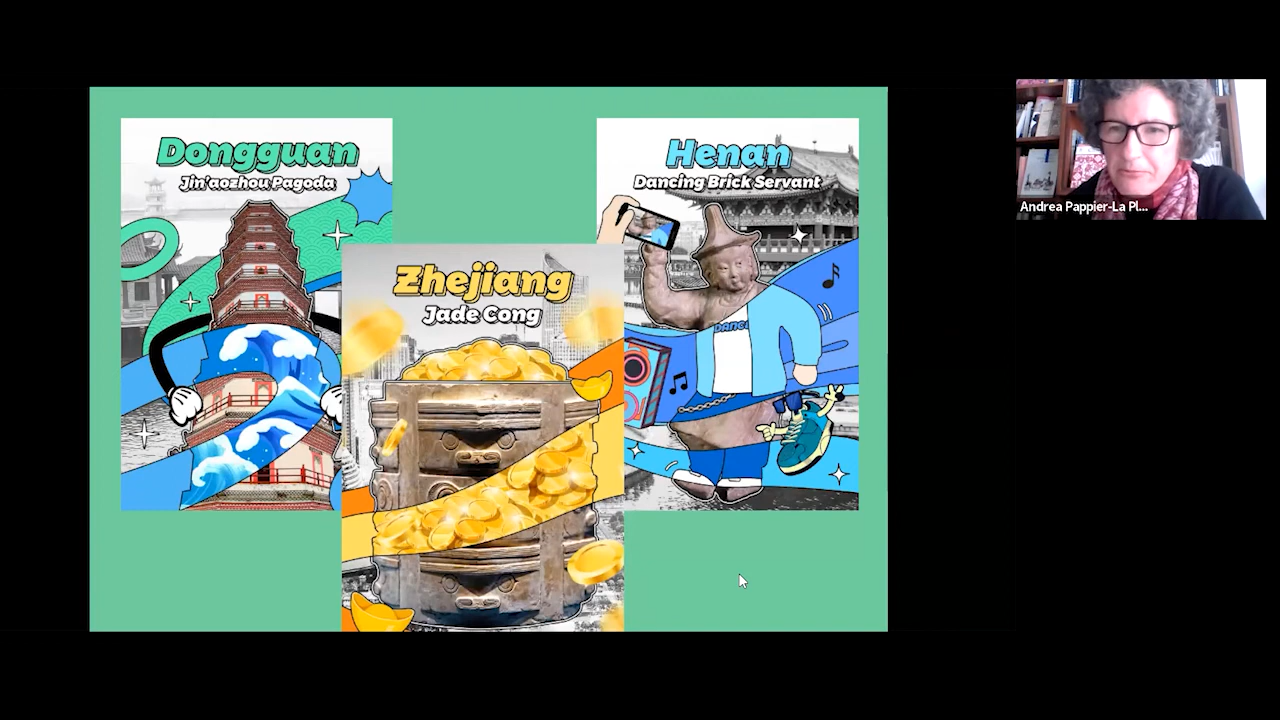 Dongguan
Jin'aozhou Pagoda
Zhejiang
Jade Cong
Henan
Dancing Brick Servant
Andrea Pappier-La Pl...